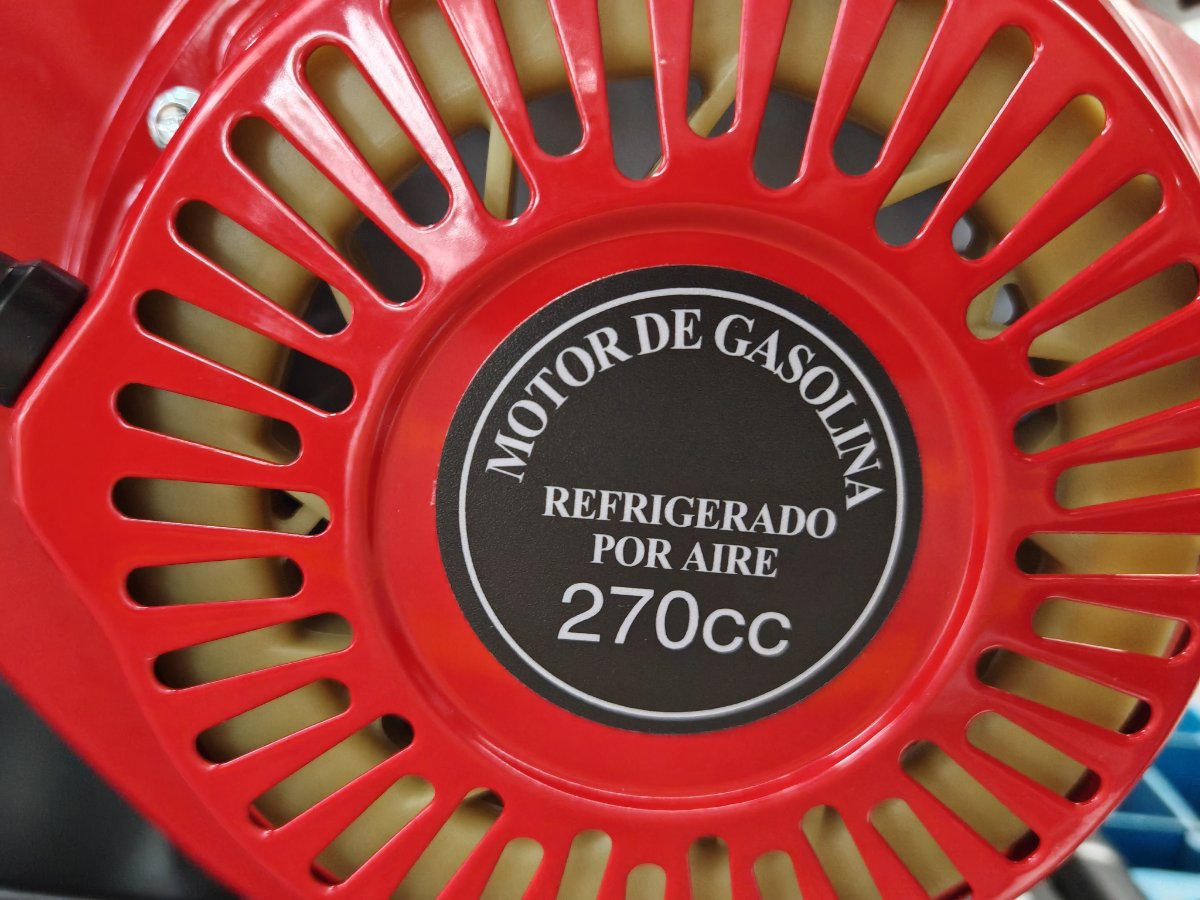 MOTOR DE GASOLINA
REFRIGERADO
POR AIRE
270cc